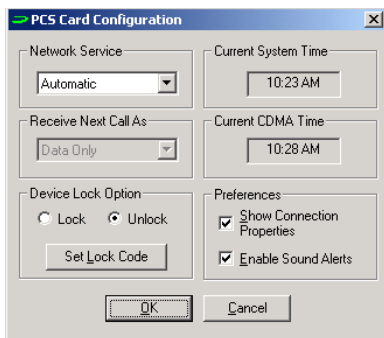 PCS Card Configuration
Network Service
Automatic
Current System Time
10:23 AM
Receive Next Call As
Data Only
Current CDMA Time
10:28 AM
Device Lock Option
Lock
Unlock
Set Lock Code
Preferences
Show Connection
Properties
Enable Sound Alerts
OK
Cancel